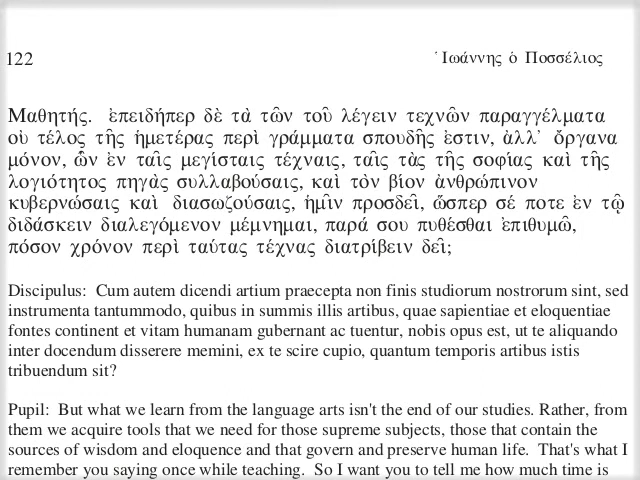 122
Ἰωάννης ὁ Ποσσέλιος
Μαθητής. ἐπειδήπερ δὲ τὰ τῶν τοῦ λέγειν τεχνῶν παραγγέλματα
οὐ τέλος τῆς ἡμετέρας περὶ γράμματα σπουδῆς ἐστιν, ἀλλ᾽ ὄργανα
μόνον, ὧν ἐν ταῖς μεγίσταις τέχναις, ταῖς τὰς τῆς σοφίας καὶ τῆς
λογιότητος πηγὰς συλλαβούσαις, καὶ τὸν βίον ἀνθρώπινον
κυβερνώσαις καὶ διασωζούσαις, ἡμῖν προσδεῖ, ὥσπερ σέ ποτε ἐν τῷ
διδάσκειν διαλεγόμενον μέμνημαι, παρά σου πυθέσθαι ἐπιθυμῶ,
πόσον χρόνον περὶ ταύτας τέχνας διατρίβειν δεῖ;
Discipulus: Cum autem dicendi artium praecepta non finis studiorum nostrorum sint, sed
instrumenta tantummodo, quibus in summis illis artibus, quae sapientiae et eloquentiae
fontes continent et vitam humanam gubernant ac tuentur, nobis opus est, ut te aliquando
inter docendum disserere memini, ex te scire cupio, quantum temporis artibus istis
tribuendum sit?
Pupil: But what we learn from the language arts isn't the end of our studies. Rather, from
them we acquire tools that we need for those supreme subjects, those that contain the
sources of wisdom and eloquence and that govern and preserve human life. That's what I
remember you saying once while teaching. So I want you to tell me how much time is